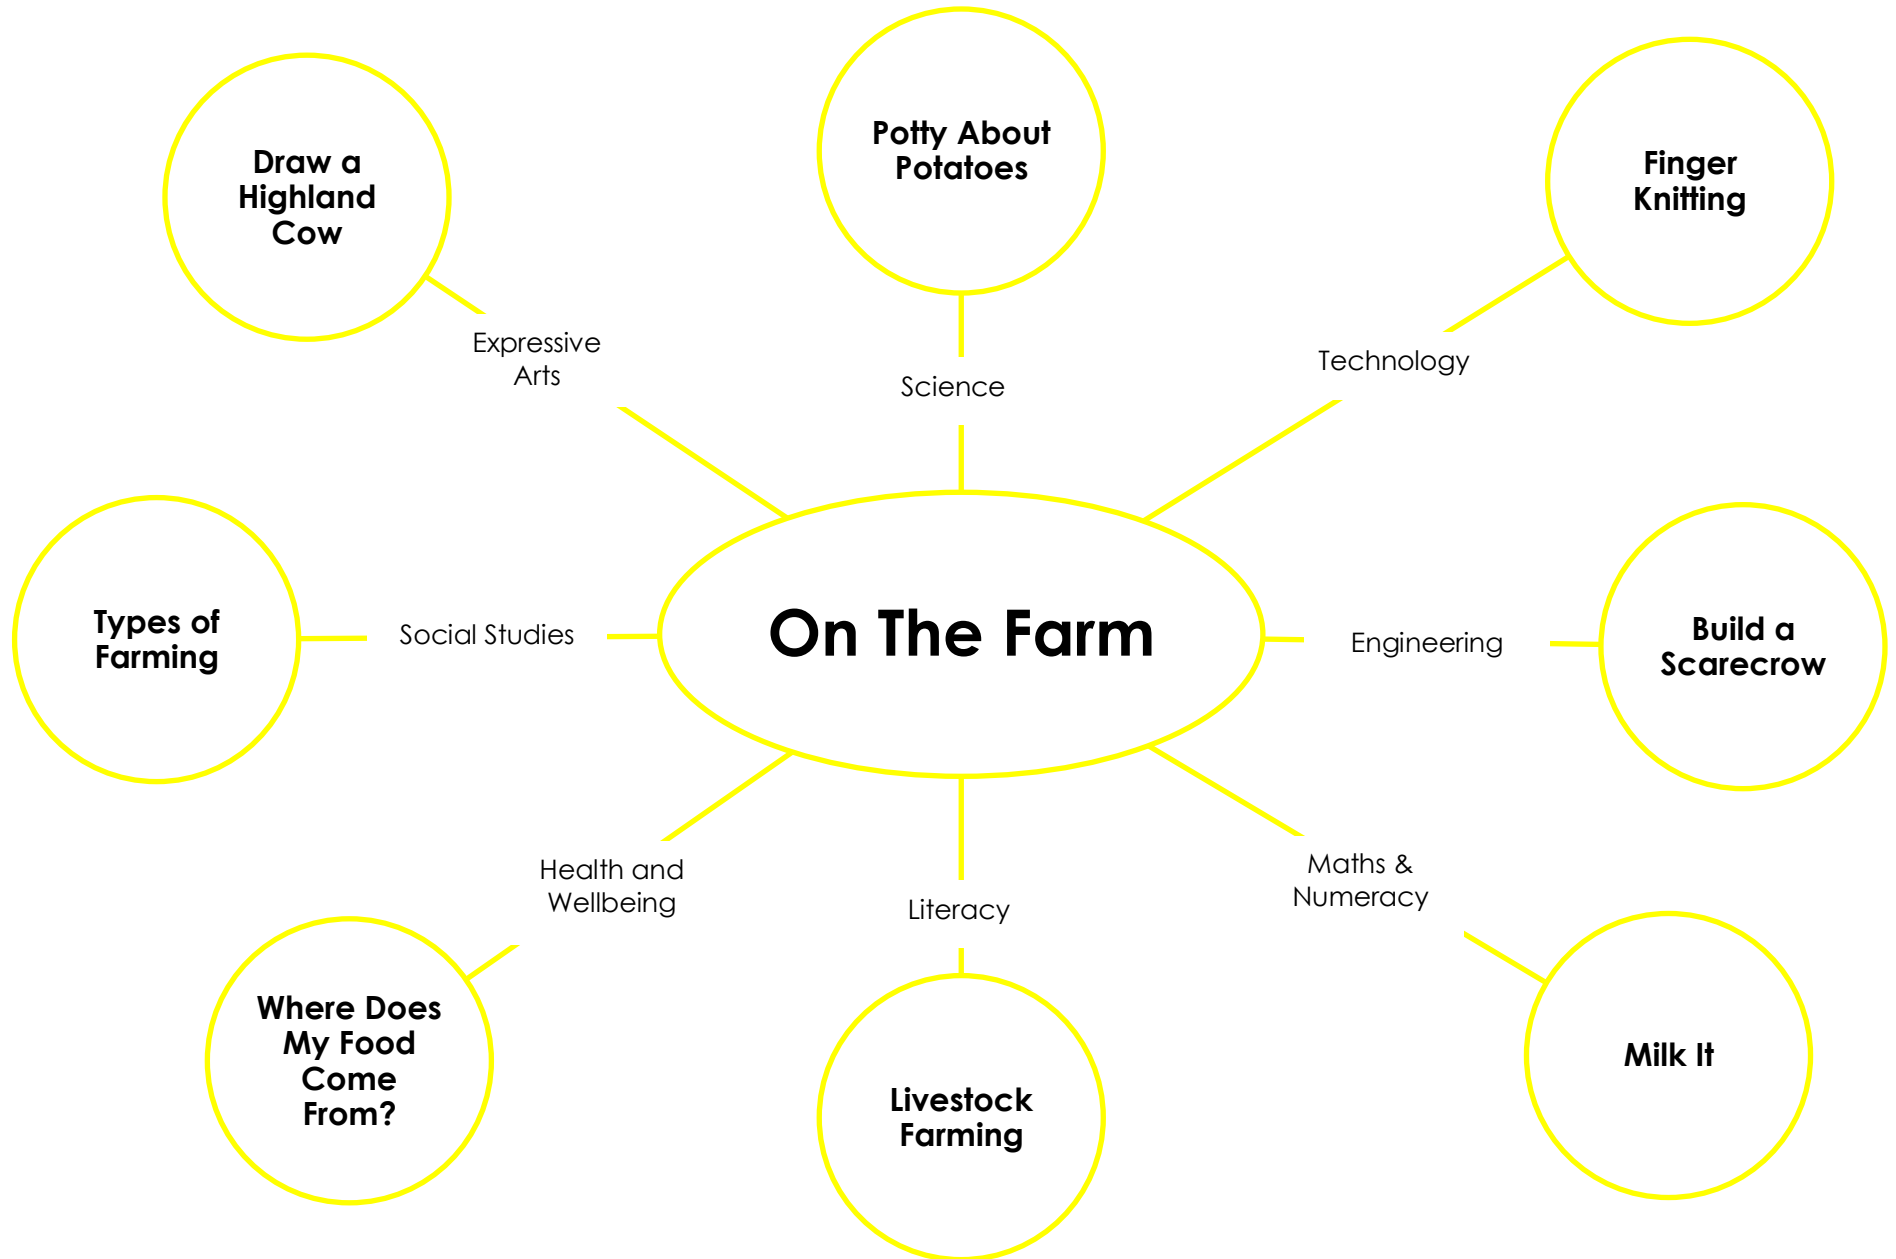 Potty About
Potatoes
Draw a
Highland
Cow
Finger
Knitting
Expressive
Arts
Science
Technology
Types of
Farming
Social Studies
On The Farm
Engineering
Build a
Scarecrow
Health and
Wellbeing
Literacy
Maths &
Numeracy
Where Does
My Food
Come
From?
Livestock
Farming
Milk It